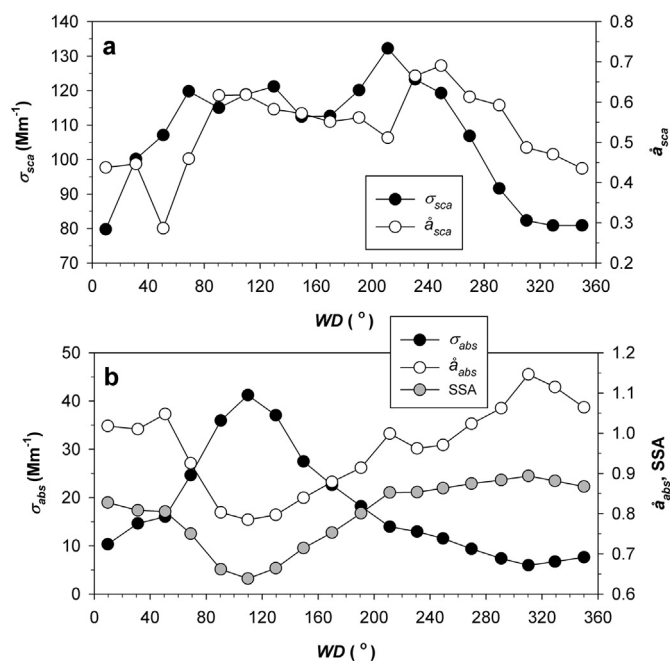 a
140
130
120
110
100
90
80
70
σsca (Mm⁻¹)
0.8
0.7
0.6
0.5
0.4
0.3
0.2
åsca
σsca
åsca
0 40 80 120 160 200 240 280 320 360
WD ( ° )
b
50
40
30
20
10
0
σabs (Mm⁻¹)
σabs
åabs
SSA
1.2
1.1
1.0
0.9
0.8
0.7
0.6
åabs, SSA
0 40 80 120 160 200 240 280 320 360
WD ( ° )